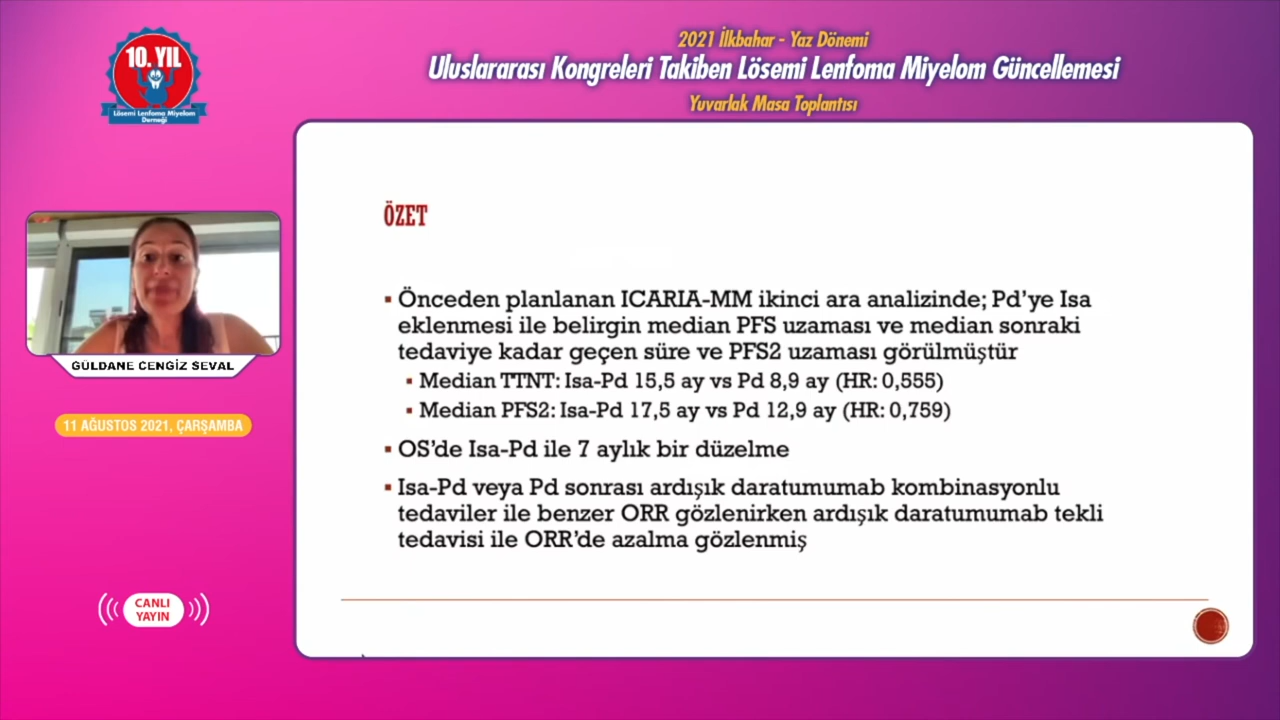 10. YIL
Lösemi Lenfoma Miyelom
Derneği
2021 İlkbahar - Yaz Dönemi
Uluslararası Kongreleri Takiben Lösemi Lenfoma Miyelom Güncellemesi
Yuvarlak Masa Toplantısı
GÜLDANE CENGİZ SEVAL
11 AĞUSTOS 2021, ÇARŞAMBA
CANLI
YAYIN
ÖZET
▪ Önceden planlanan ICARIA-MM ikinci ara analizinde; Pd’ye Isa
eklenmesi ile belirgin median PFS uzaması ve median sonraki
tedaviye kadar geçen süre ve PFS2 uzaması görülmüştür
▪ Median TTNT: Isa-Pd 15,5 ay vs Pd 8,9 ay (HR: 0,555)
▪ Median PFS2: Isa-Pd 17,5 ay vs Pd 12,9 ay (HR: 0,759)
▪ OS’de Isa-Pd ile 7 aylık bir düzelme
▪ Isa-Pd veya Pd sonrası ardışık daratumumab kombinasyonlu
tedaviler ile benzer ORR gözlenirken ardışık daratumumab tekli
tedavisi ile ORR’de azalma gözlenmiş